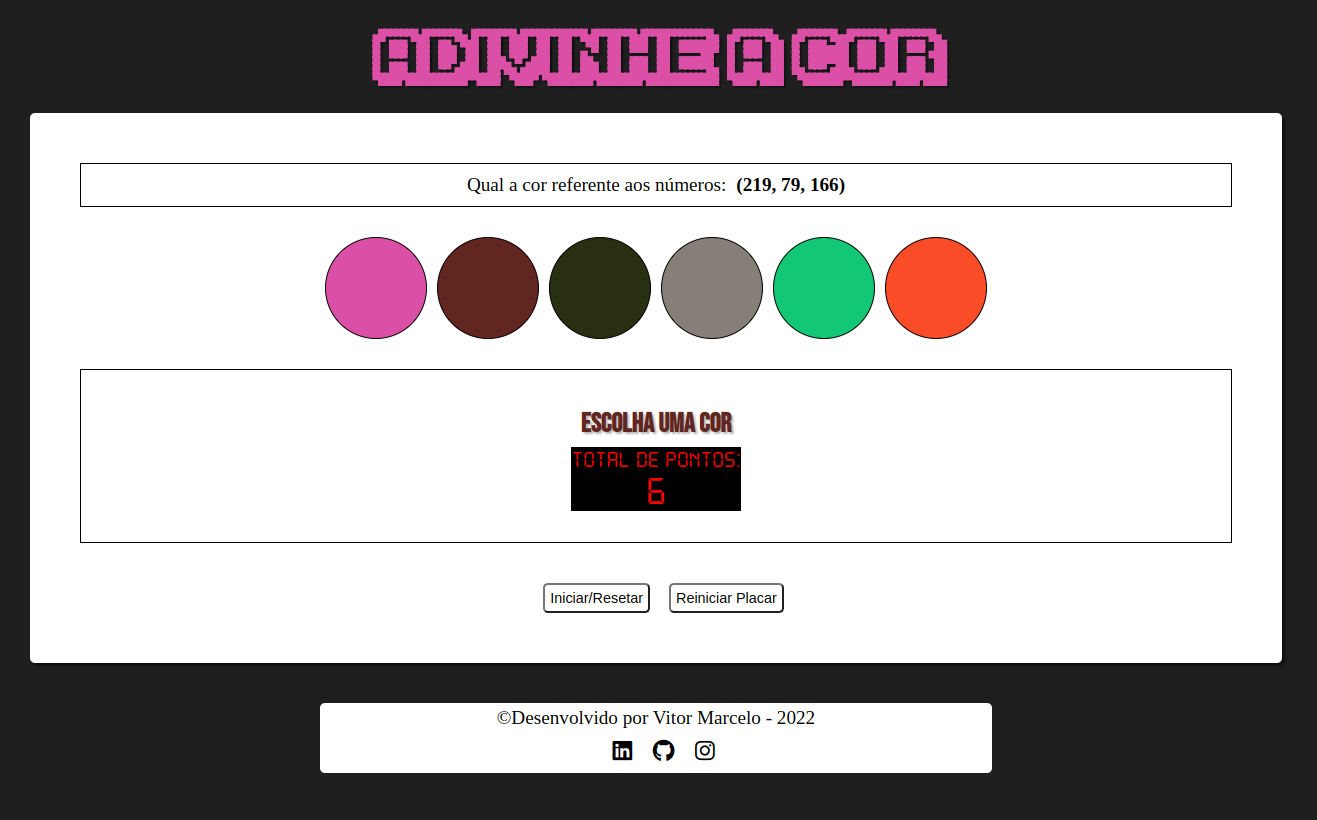 ADIVINHE A COR
Qual a cor referente aos números: (219, 79, 166)
ESCOLHA UMA COR
TOTAL DE PONTOS:
6
Iniciar/Resetar
Reiniciar Placar
©Desenvolvido por Vitor Marcelo - 2022
in